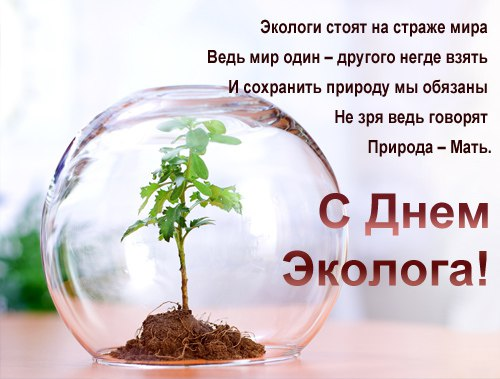 Экологи стоят на страже мира
Ведь мир один – другого негде взять
И сохранить природу мы обязаны
Не зря ведь говорят
Природа – Мать.
С Днем
Эколога!